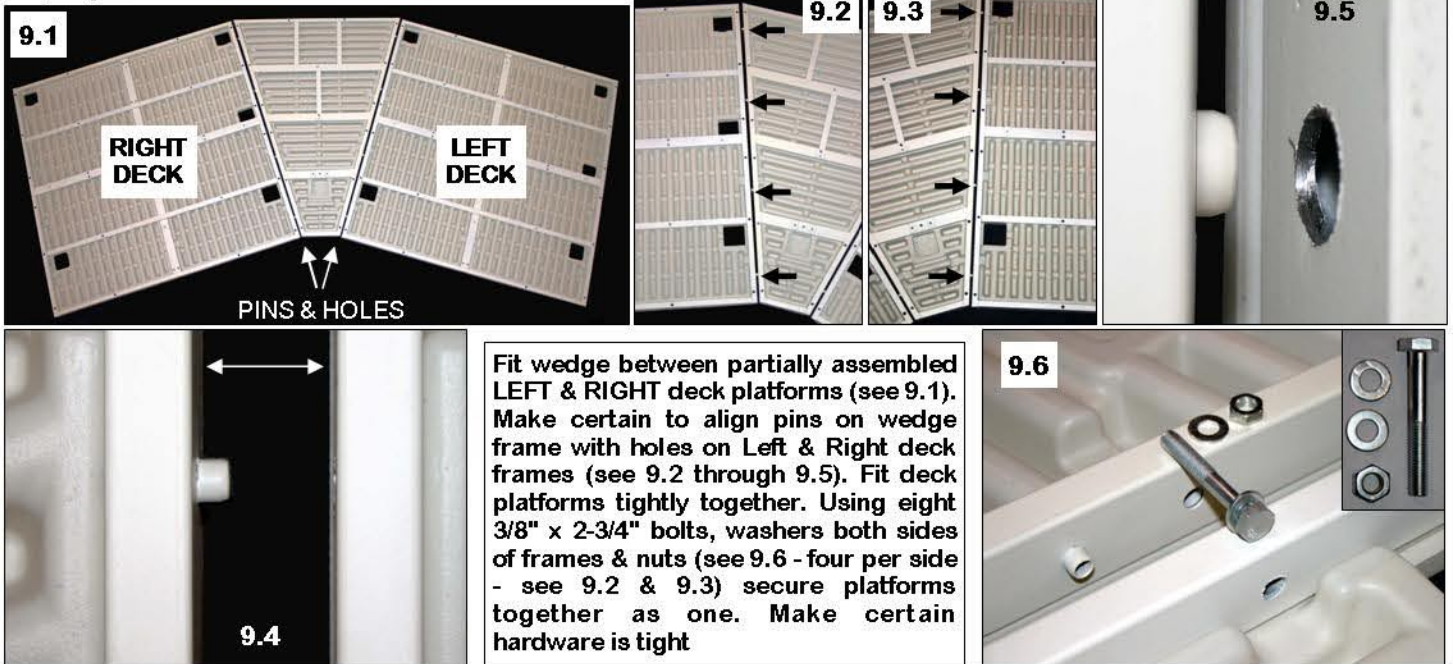 9.1
RIGHT
DECK
LEFT
DECK
PINS & HOLES
9.2
9.3
9.5
9.4
Fit wedge between partially assembled
LEFT & RIGHT deck platforms (see 9.1).
Make certain to align pins on wedge
frame with holes on Left & Right deck
frames (see 9.2 through 9.5). Fit deck
platforms tightly together. Using eight
3/8" x 2-3/4" bolts, washers both sides
of frames & nuts (see 9.6 - four per side
- see 9.2 & 9.3) secure platforms
together as one. Make certain
hardware is tight
9.6